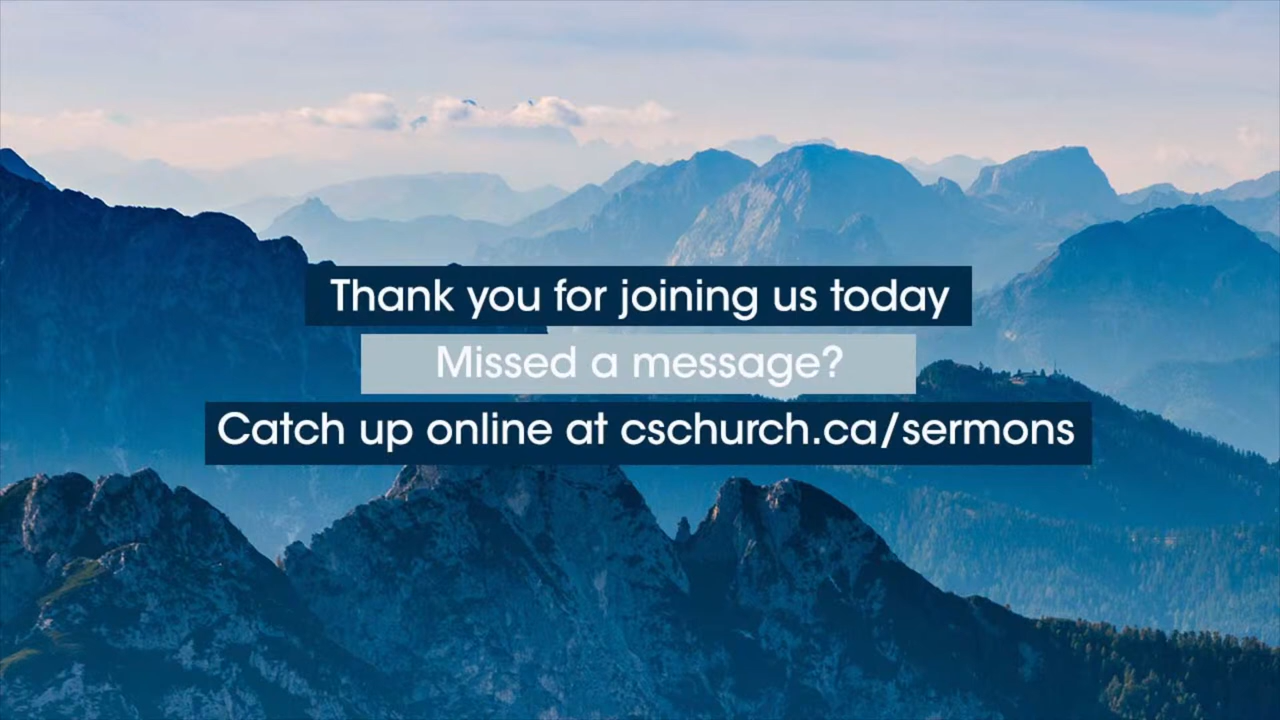 Thank you for joining us today
Missed a message?
Catch up online at cschurch.ca/sermons